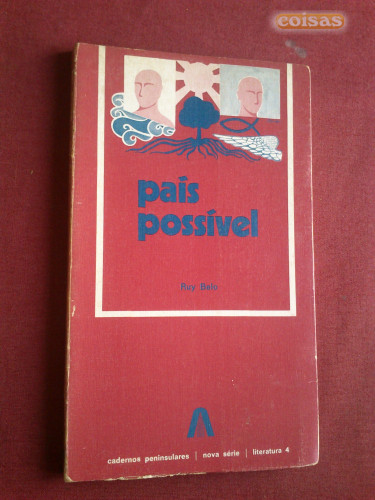 coisas
país
possível
Ruy Belo
cadernos peninsulares | nova série | literatura 4